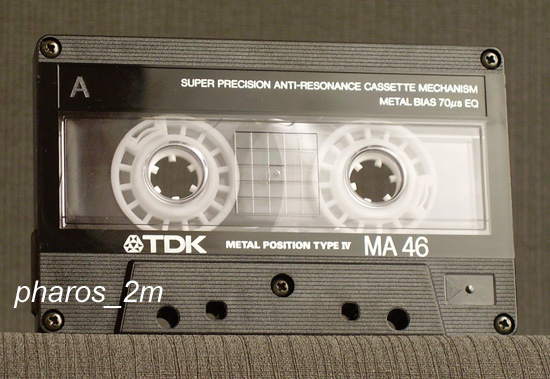 A
SUPER PRECISION ANTI-RESONANCE CASSETTE MECHANISM
METAL BIAS 70μs EQ
TDK METAL POSITION TYPE IV MA 46
pharos_2m